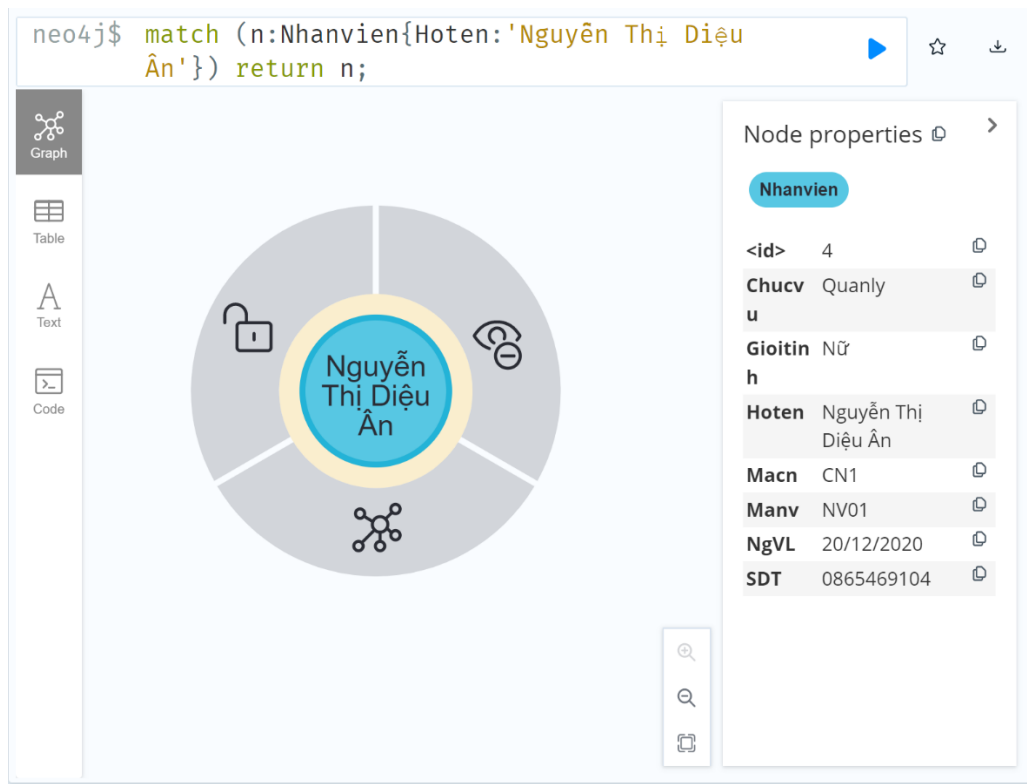 neo4j$ match (n:Nhanvien{Hoten:'Nguyễn Thị Diệu
Ân'}) return n;
Graph
Table
Text
Code
Nguyễn
Thị Diệu
Ân
Node properties
Nhanvien
<id> 4
Chucv Quanly
u
Gioitin Nữ
h
Hoten Nguyễn Thị
Diệu Ân
Macn CN1
Manv NV01
NgVL 20/12/2020
SDT 0865469104